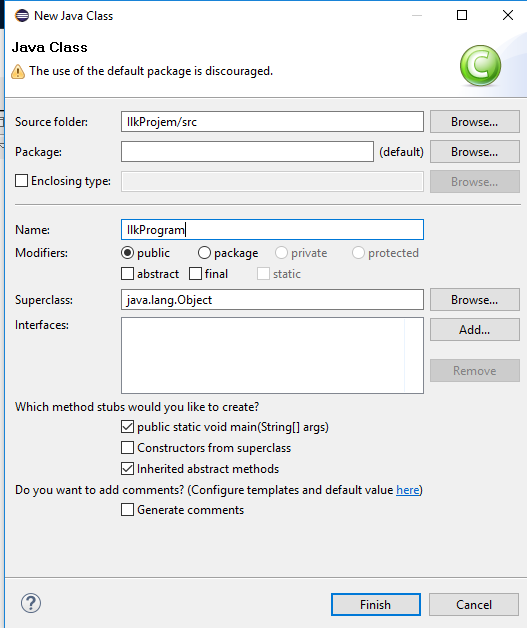 New Java Class
Java Class
The use of the default package is discouraged.
Source folder: IlkProjem/src Browse...
Package: (default) Browse...
Enclosing type: Browse...
Name: IlkProgram
Modifiers: public package private protected
abstract final static
Superclass: java.lang.Object Browse...
Interfaces: Add...
Remove
Which method stubs would you like to create?
public static void main(String[] args)
Constructors from superclass
Inherited abstract methods
Do you want to add comments? (Configure templates and default value here)
Generate comments
Finish Cancel